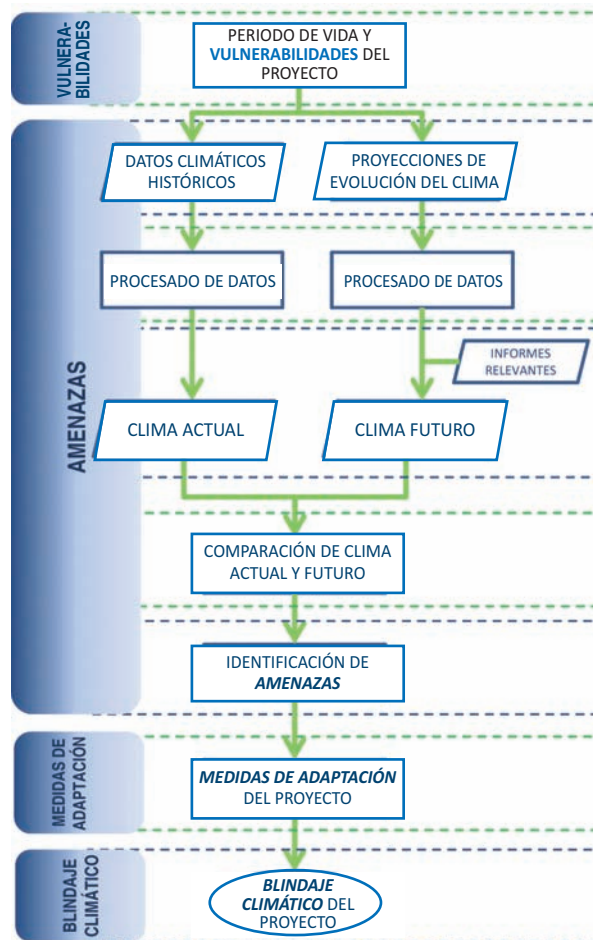 VULNERA-
BILIDADES
PERIODO DE VIDA Y
VULNERABILIDADES DEL
PROYECTO
AMENAZAS
DATOS CLIMÁTICOS
HISTÓRICOS
PROYECCIONES DE
EVOLUCIÓN DEL CLIMA
PROCESADO DE DATOS
PROCESADO DE DATOS
INFORMES
RELEVANTES
CLIMA ACTUAL
CLIMA FUTURO
COMPARACIÓN DE CLIMA
ACTUAL Y FUTURO
IDENTIFICACIÓN DE
AMENAZAS
MEDIDAS DE
ADAPTACIÓN
MEDIDAS DE ADAPTACIÓN
DEL PROYECTO
BLINDAJE
CLIMÁTICO
BLINDAJE
CLIMÁTICO DEL
PROYECTO